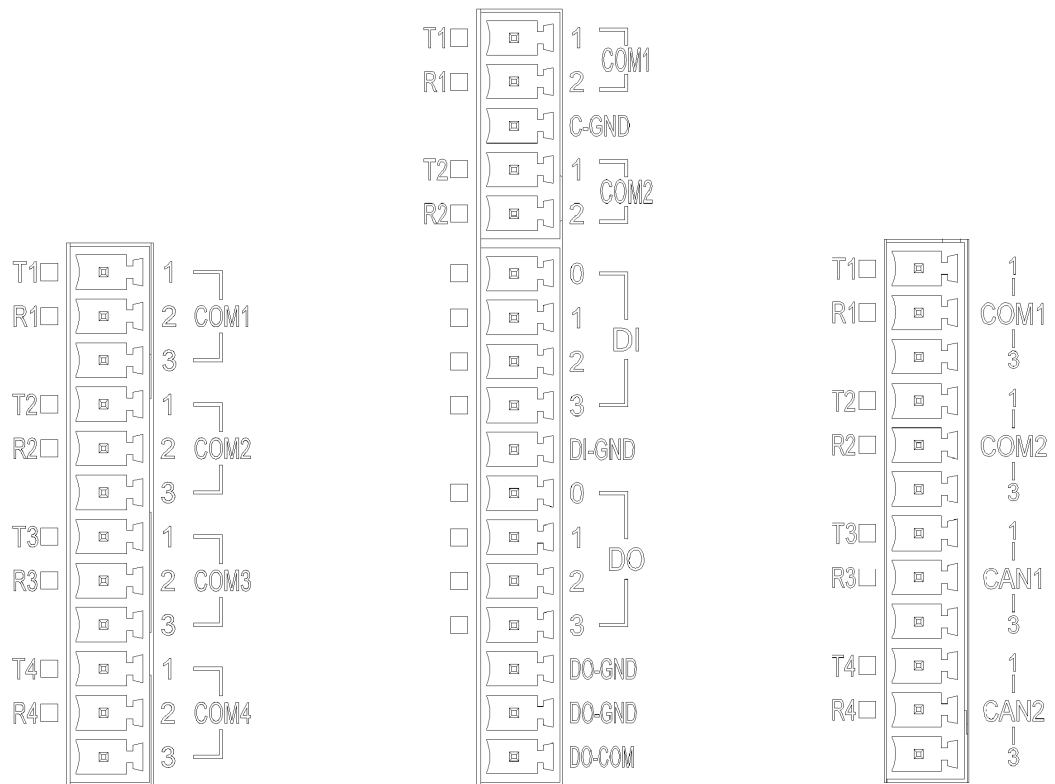 T1 1
R1 2 COM1
3
T2 1
R2 2 COM2
3
T3 1
R3 2 COM3
3
T4 1
R4 2 COM4
3
T1 1
COM1
R1 2
C-GND
T2 1
COM2
R2 2
0
1
DI
2
3
DI-GND
0
1
DO
2
3
DO-GND
DO-GND
DO-COM
T1 1
R1 COM1
3
T2 1
R2 COM2
3
T3 1
R3 CAN1
3
T4 1
R4 CAN2
3